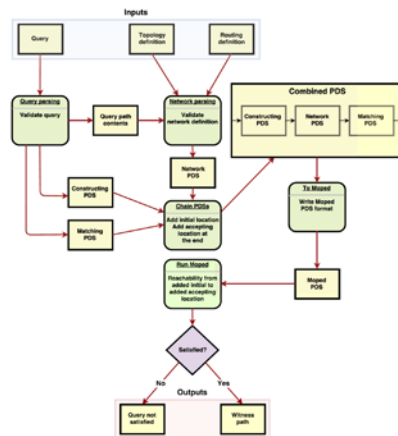 Inputs
Query
Topology
definition
Routing
definition
Query parsing
Validate query
Query path
contents
Network parsing
Validate
network definition
Combined PDS
Constructing
PDS
Network
PDS
Matching
PDS
Network
PDS
Constructing
PDS
Matching
PDS
Chain PDSs
Add initial location
Add accepting
location at
the end
To Moped
Write Moped
PDS format
Run Moped
Reachability from
added initial to
added accepting
location
Moped
PDS
Satisfied?
No
Yes
Outputs
Query not
satisfied
Witness
path